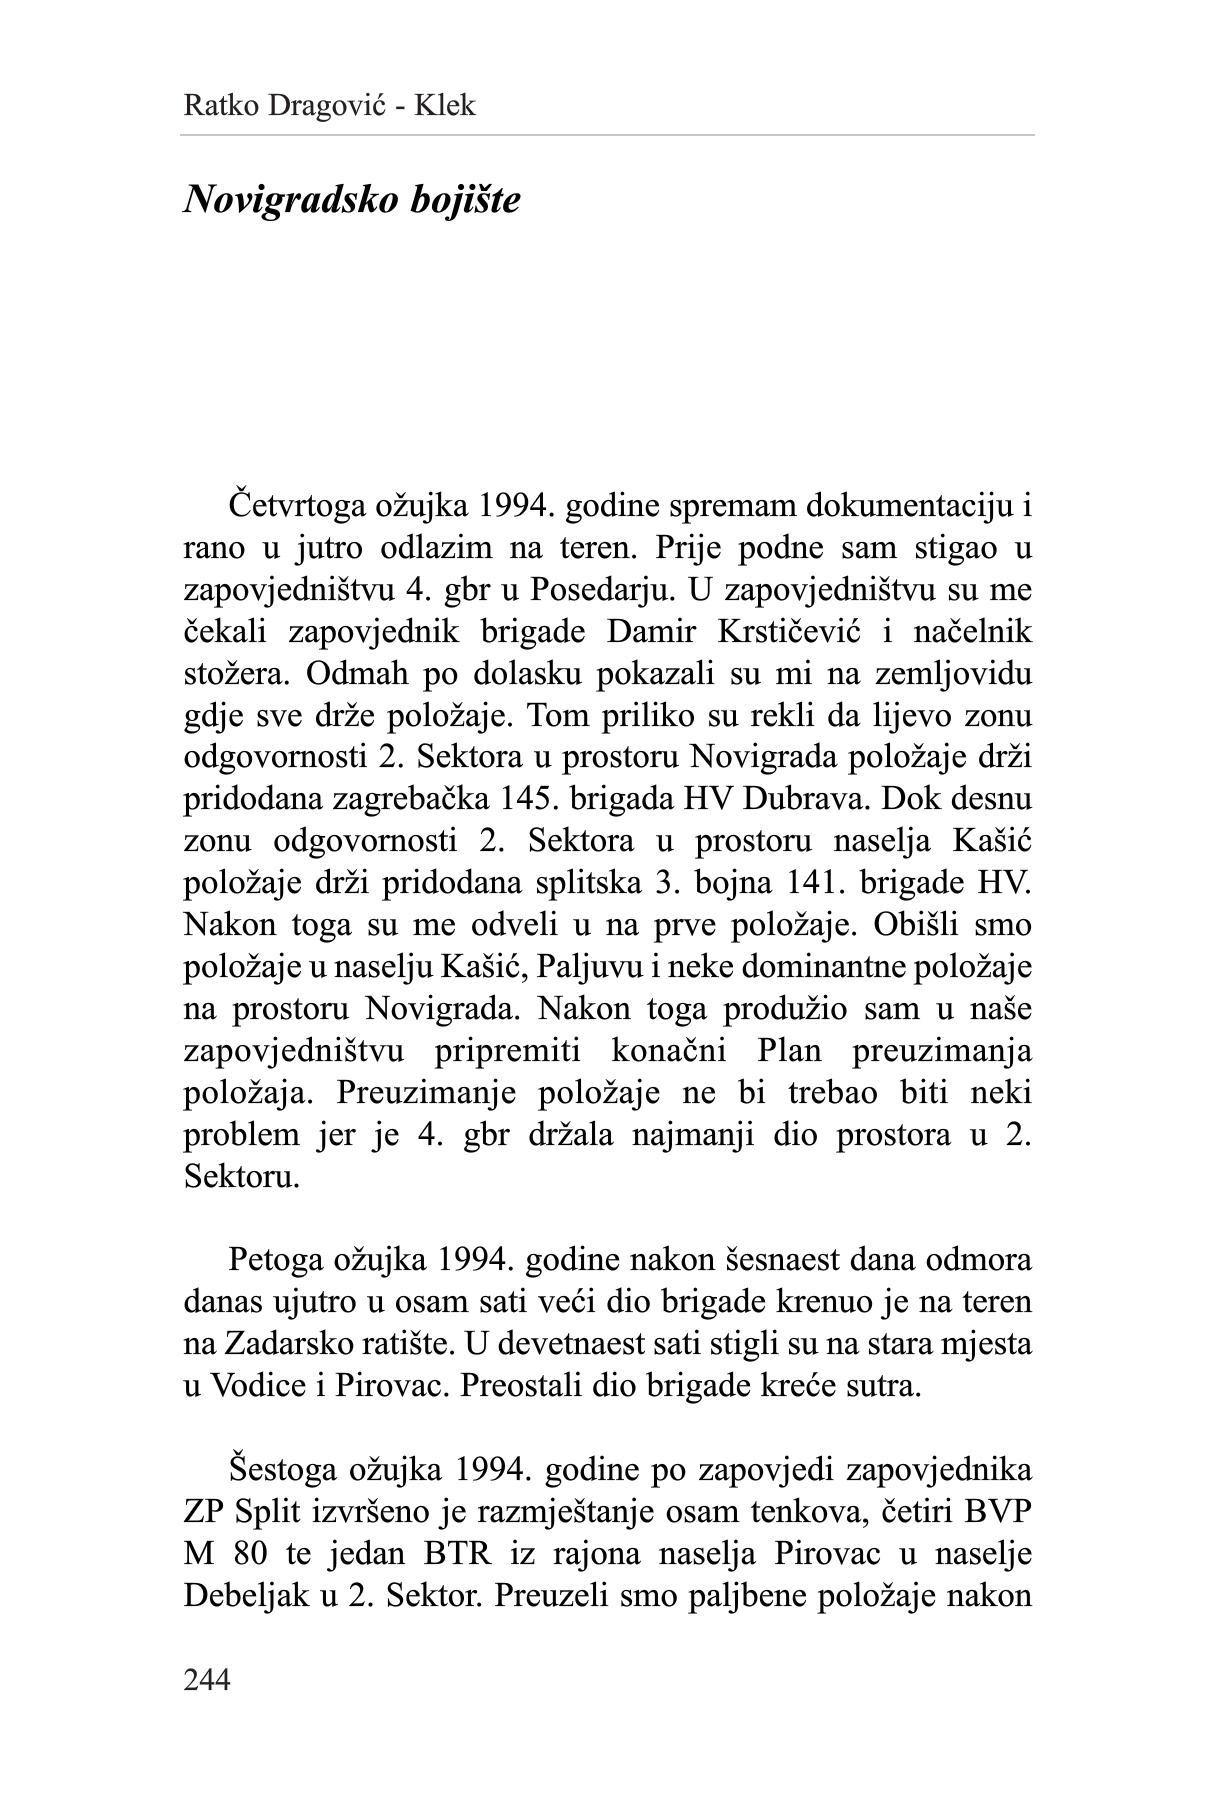 Ratko Dragović - Klek
Novigradsko bojište
Četvrtoga ožujka 1994. godine spremam dokumentaciju i
rano u jutro odlazim na teren. Prije podne sam stigao u
zapovjedništvu 4. gbr u Posedarju. U zapovjedništvu su me
čekali zapovjednik brigade Damir Krstičević i načelnik
stožera. Odmah po dolasku pokazali su mi na zemljovidu
gdje sve drže položaje. Tom priliko su rekli da lijevo zonu
odgovornosti 2. Sektora u prostoru Novigrada položaje drži
pridodana zagrebačka 145. brigada HV Dubrava. Dok desnu
zonu odgovornosti 2. Sektora u prostoru naselja Kašić
položaje drži pridodana splitska 3. bojna 141. brigade HV.
Nakon toga su me odveli u na prve položaje. Obišli smo
položaje u naselju Kašić, Paljuvu i neke dominantne položaje
na prostoru Novigrada. Nakon toga produžio sam u naše
zapovjedništvu pripremiti konačni Plan preuzimanja
položaja. Preuzimanje položaje ne bi trebao biti neki
problem jer je 4. gbr držala najmanji dio prostora u 2.
Sektoru.
Petoga ožujka 1994. godine nakon šesnaest dana odmora
danas ujutro u osam sati veći dio brigade krenuo je na teren
na Zadarsko ratište. U devetnaest sati stigli su na stara mjesta
u Vodice i Pirovac. Preostali dio brigade kreće sutra.
Šestoga ožujka 1994. godine po zapovjedi zapovjednika
ZP Split izvršeno je razmještanje osam tenkova, četiri BVP
M 80 te jedan BTR iz rajona naselja Pirovac u naselje
Debeljak u 2. Sektor. Preuzeli smo paljbene položaje nakon
244